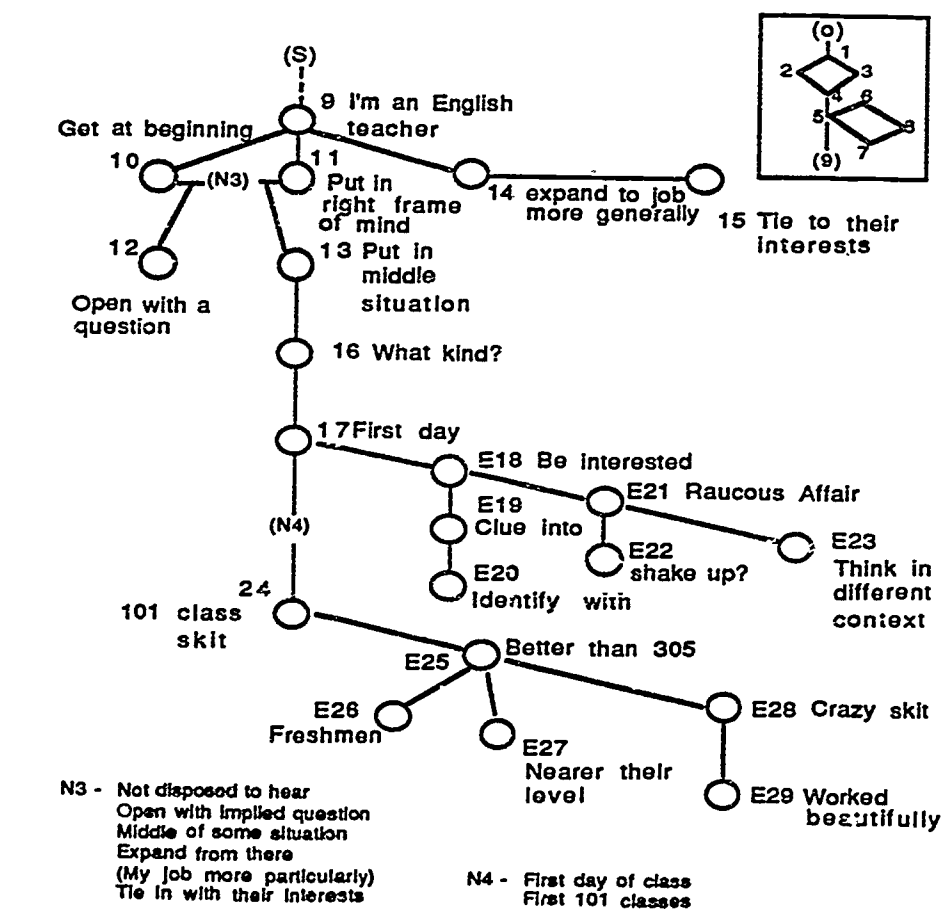 (S)
(o)
1
2
3
4
5
6
7
8
(9)
9 I'm an English
teacher
Get at beginning
10
(N3)
11
Put in
right frame
of mind
14 expand to job
more generally
15 Tie to their
interests
12
Open with a
question
13 Put in
middle
situation
16 What kind?
17 First day
E18 Be interested
E19
Clue into
E20
Identify with
E21 Raucous Affair
E22
shake up?
E23
Think in
different
context
(N4)
24
101 class
skit
E25
Better than 305
E26
Freshmen
E27
Nearer their
level
E28 Crazy skit
E29 Worked
beautifully
N3 - Not disposed to hear
Open with implied question
Middle of some situation
Expand from there
(My job more particularly)
Tie in with their interests
N4 - First day of class
First 101 classes